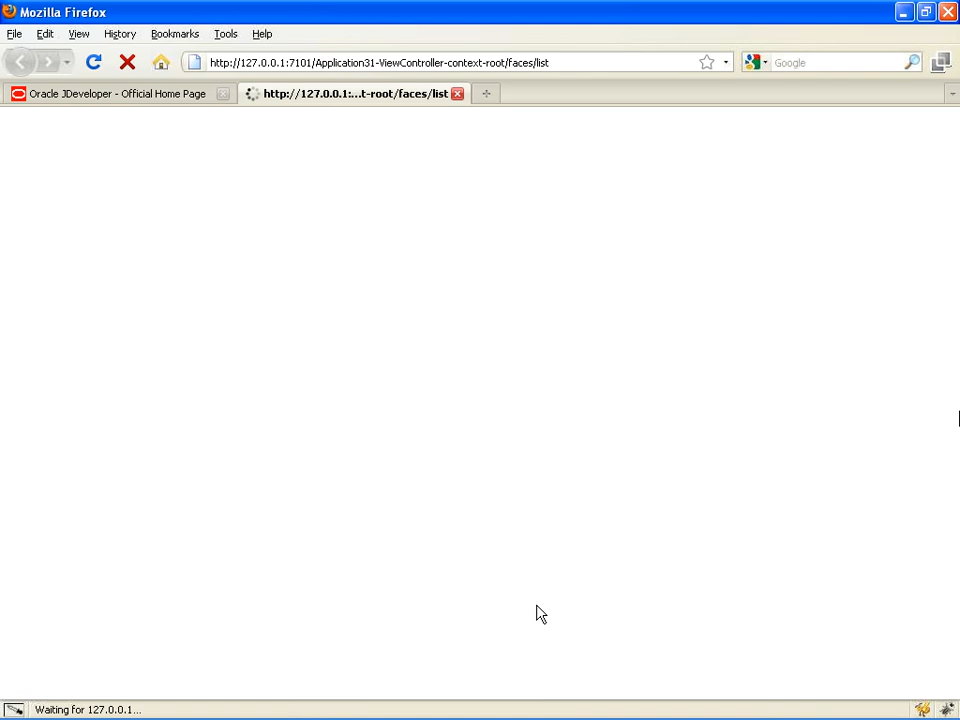 Mozilla Firefox
File Edit View History Bookmarks Tools Help
http://127.0.0.1:7101/Application31-ViewController-context-root/faces/list Google
Oracle JDeveloper - Official Home Page http://127.0.0.1:...t-root/faces/list
Waiting for 127.0.0.1...